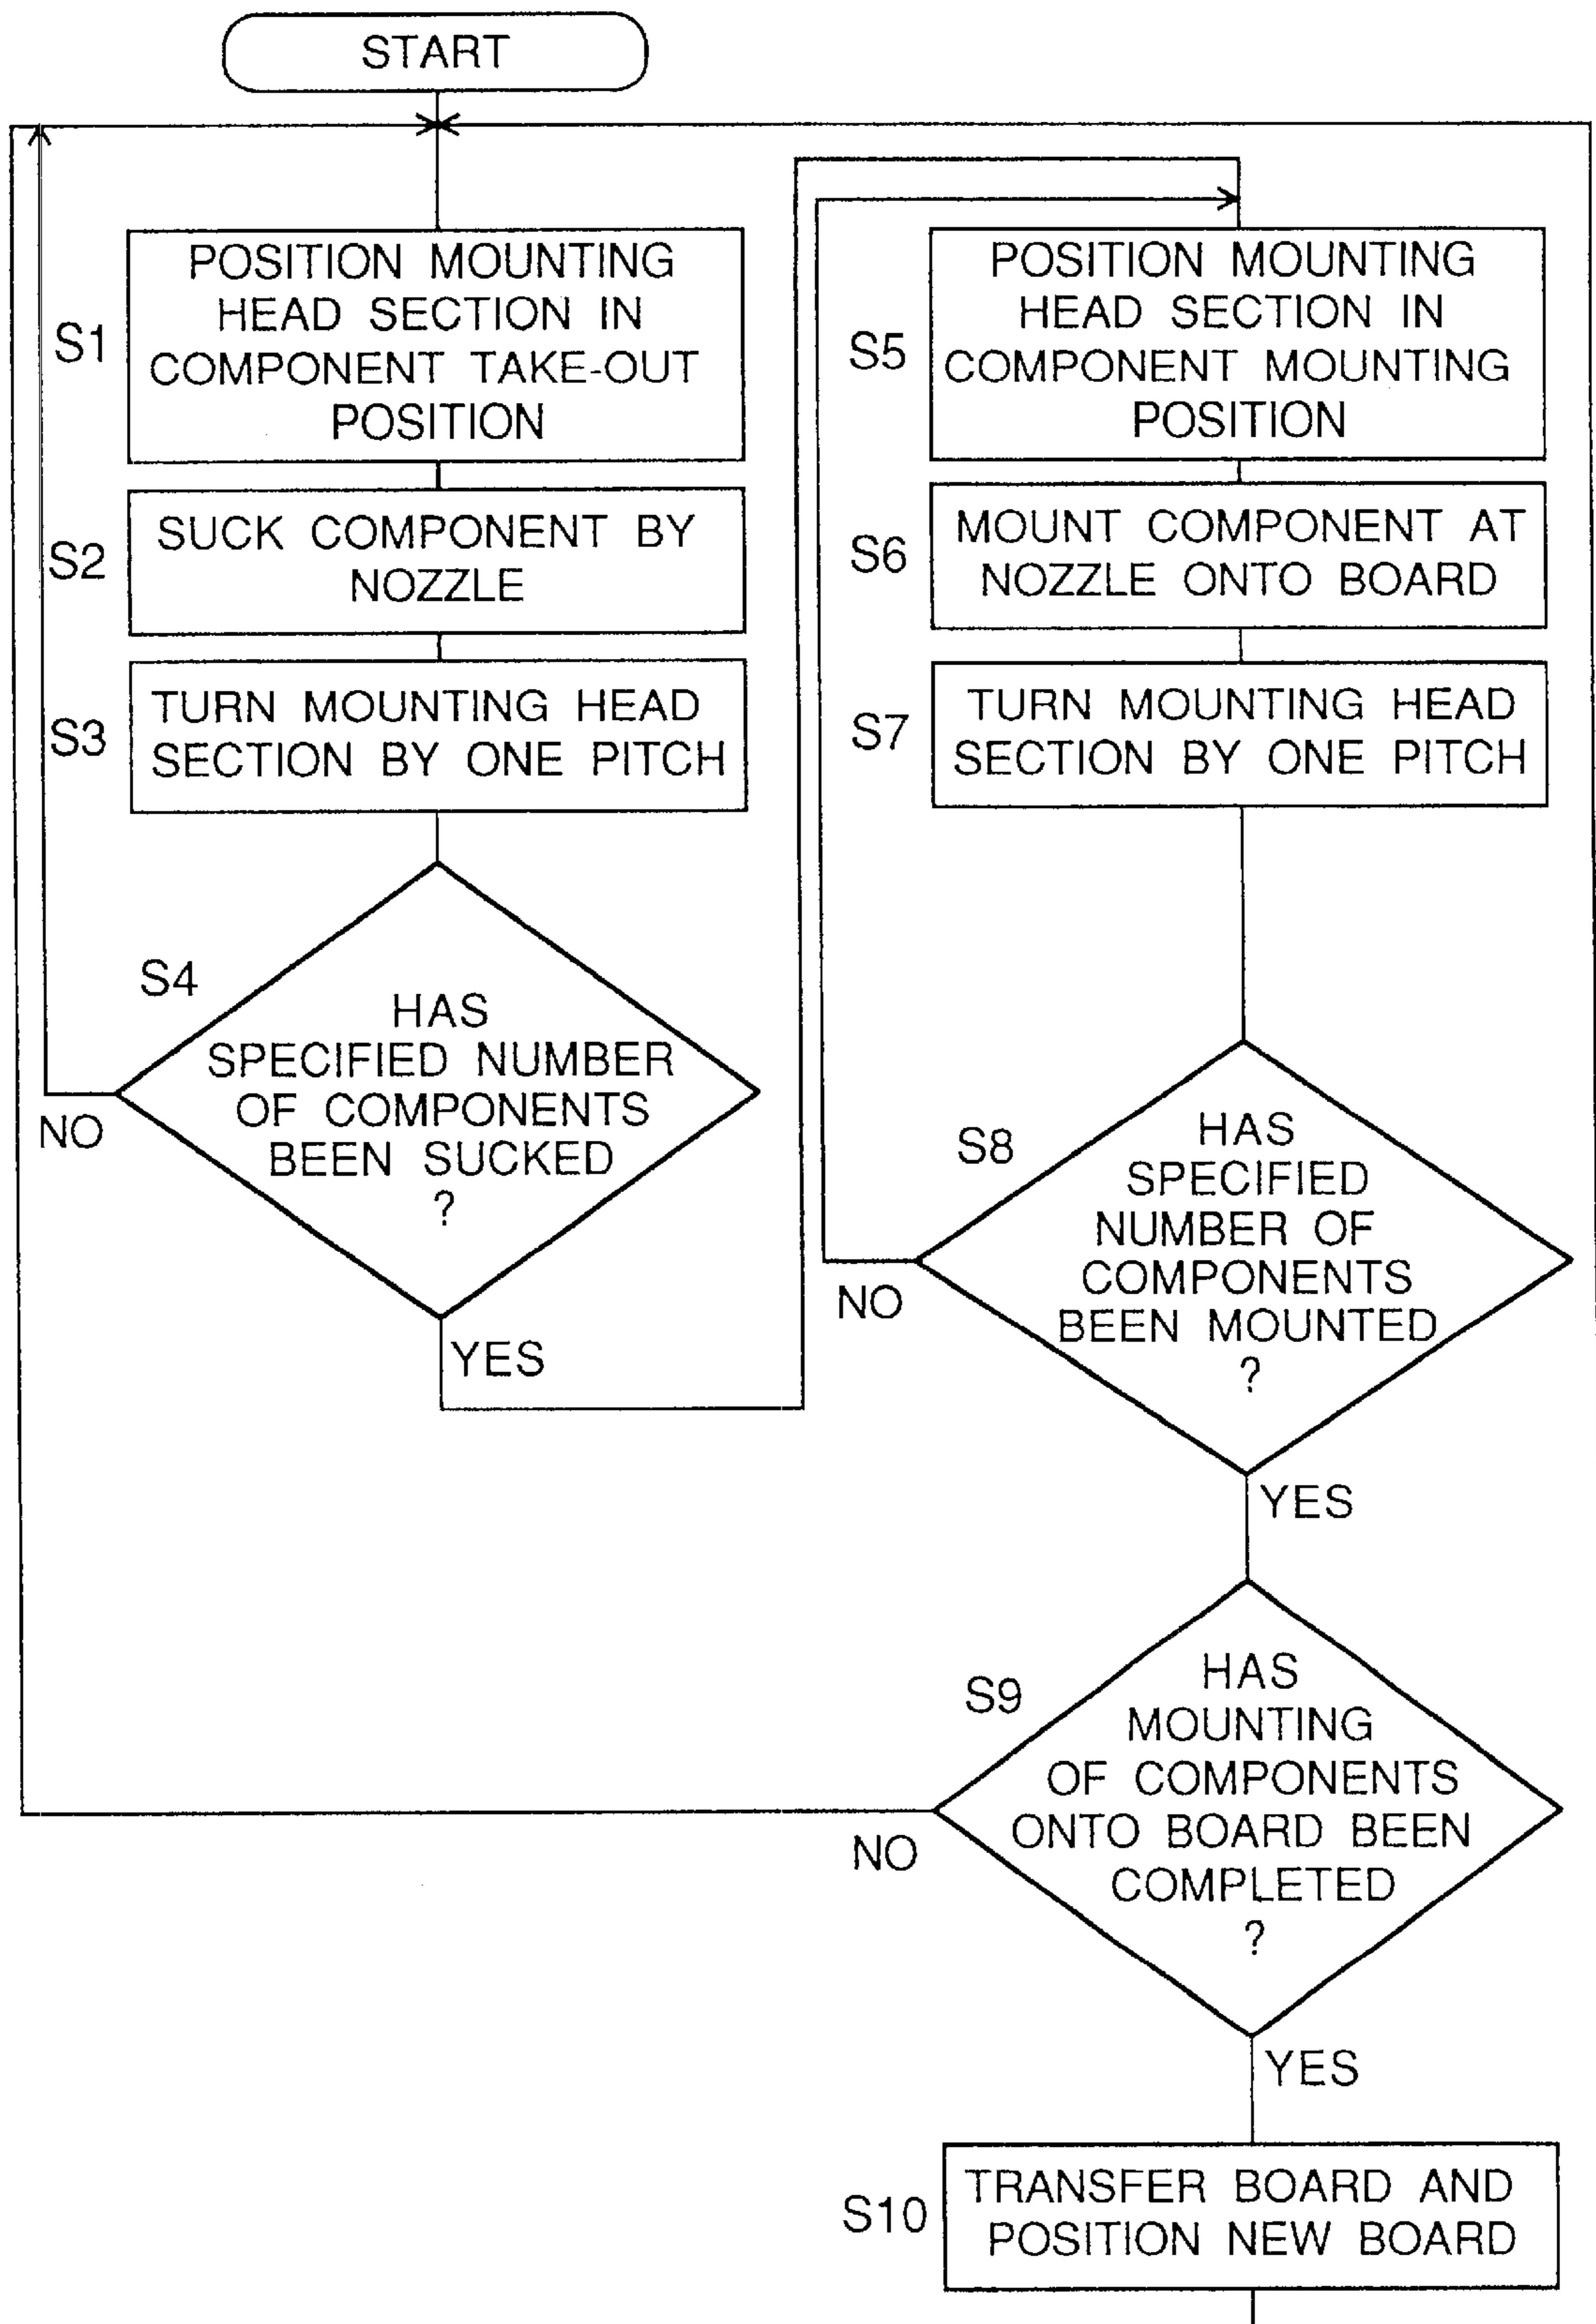 START
S1
POSITION MOUNTING
HEAD SECTION IN
COMPONENT TAKE-OUT
POSITION
S2
SUCK COMPONENT BY
NOZZLE
S3
TURN MOUNTING HEAD
SECTION BY ONE PITCH
S4
HAS
SPECIFIED NUMBER
OF COMPONENTS
BEEN SUCKED
?
NO
YES
S5
POSITION MOUNTING
HEAD SECTION IN
COMPONENT MOUNTING
POSITION
S6
MOUNT COMPONENT AT
NOZZLE ONTO BOARD
S7
TURN MOUNTING HEAD
SECTION BY ONE PITCH
S8
HAS
SPECIFIED
NUMBER OF
COMPONENTS
BEEN MOUNTED
?
NO
YES
S9
HAS
MOUNTING
OF COMPONENTS
ONTO BOARD BEEN
COMPLETED
?
NO
YES
S10
TRANSFER BOARD AND
POSITION NEW BOARD